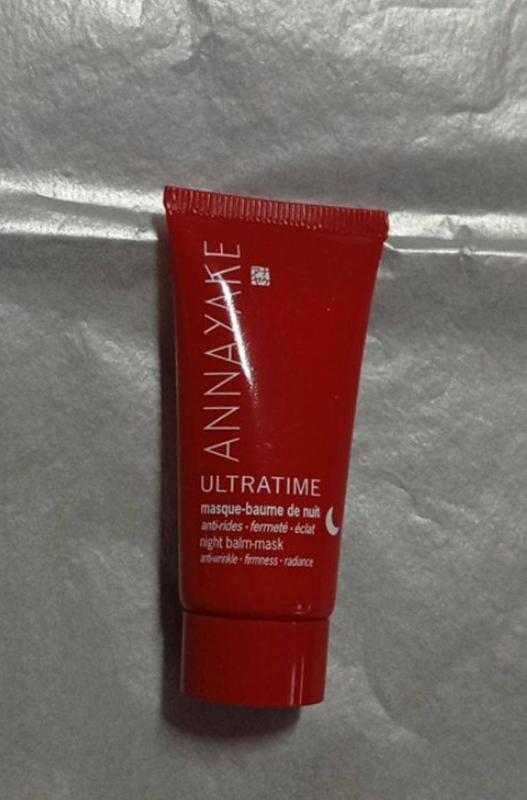 ANNAYAKE
ULTRATIME
masque-baume de nuit
anti-rides · fermeté · éclat
night balm-mask
anti-wrinkle · firmness · radiance